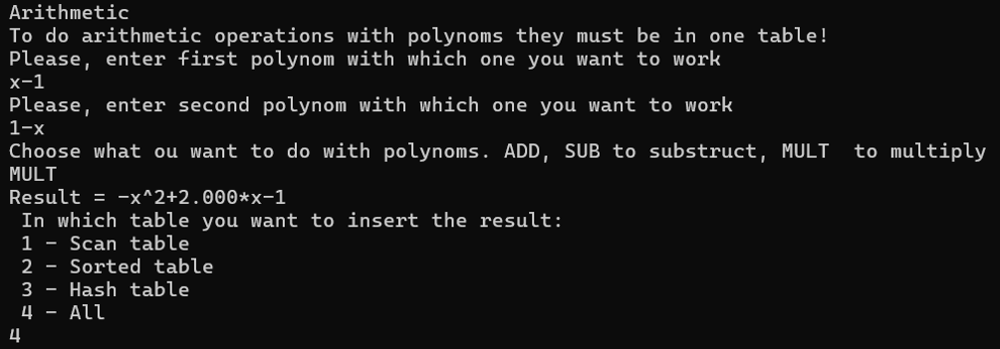 Arithmetic
To do arithmetic operations with polynoms they must be in one table!
Please, enter first polynom with which one you want to work
x-1
Please, enter second polynom with which one you want to work
1-x
Choose what ou want to do with polynoms. ADD, SUB to substruct, MULT  to multiply
MULT
Result = -x^2+2.000*x-1
 In which table you want to insert the result:
 1 - Scan table
 2 - Sorted table
 3 - Hash table
 4 - All
4